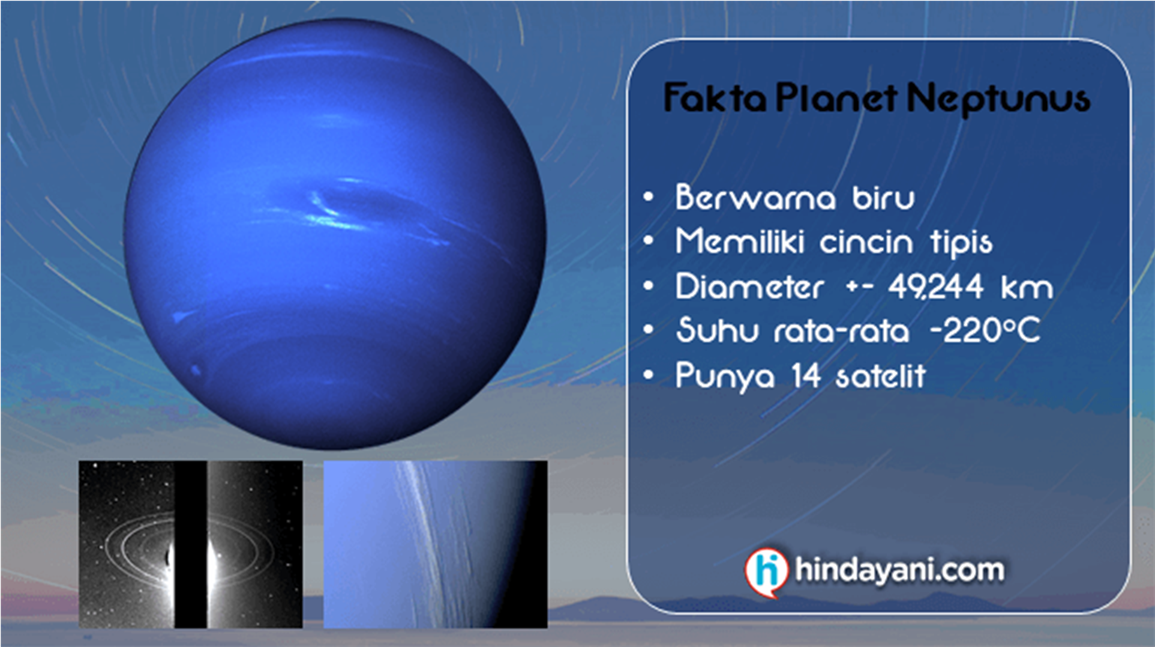 Fakta Planet Neptunus
• Berwarna biru
• Memiliki cincin tipis
• Diameter +- 49,244 km
• Suhu rata-rata -220°C
• Punya 14 satelit
hi hindayani.com